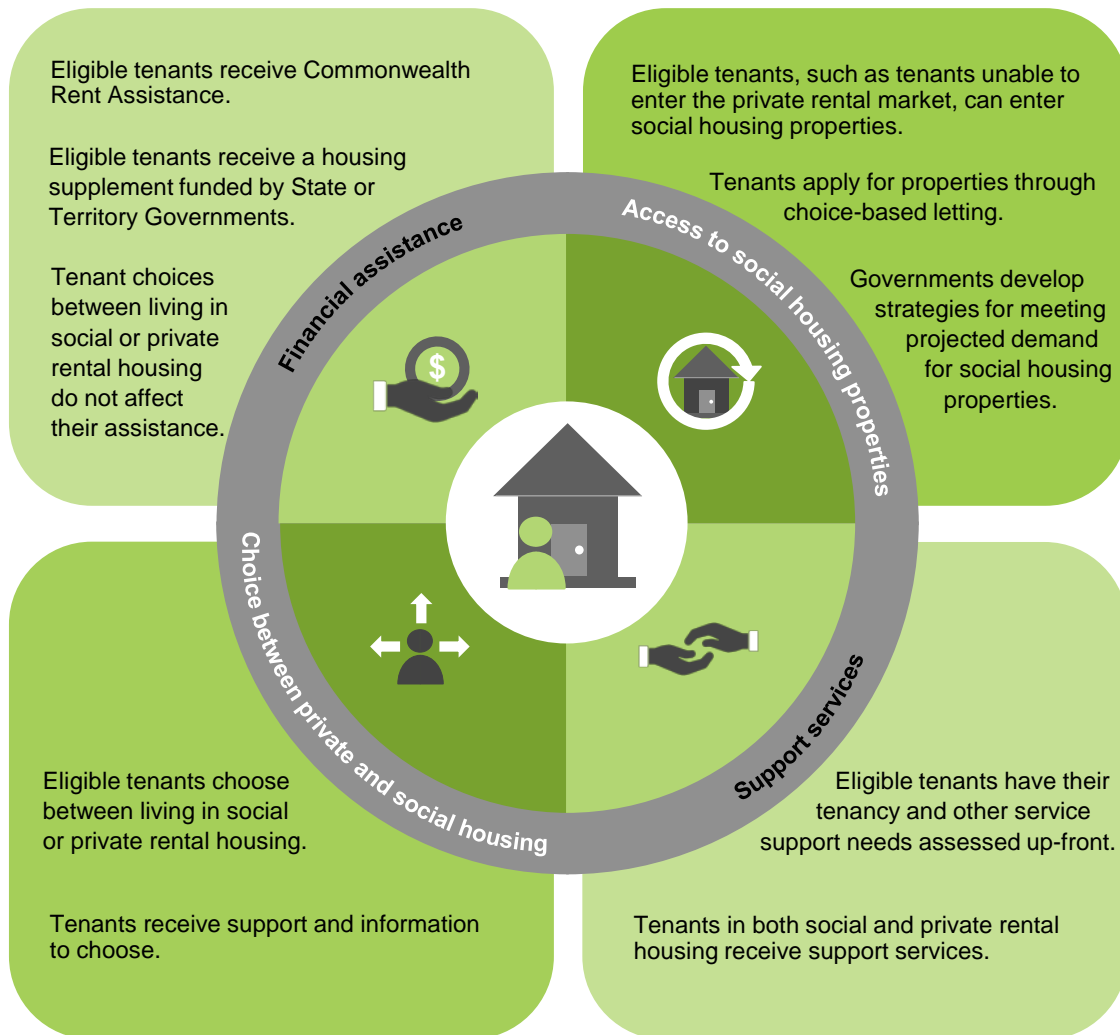 Eligible tenants receive Commonwealth
Rent Assistance.
Eligible tenants receive a housing
supplement funded by State or
Territory Governments.
Tenant choices
between living in
social or private
rental housing
do not affect
their assistance.
Financial assistance
$
Eligible tenants, such as tenants unable to
enter the private rental market, can enter
social housing properties.
Tenants apply for properties through
choice-based letting.
Governments develop
strategies for meeting
projected demand
for social housing
properties.
Access to social housing properties
Choice between private and social housing
Eligible tenants choose
between living in social
or private rental housing.
Tenants receive support and information
to choose.
Support services
Eligible tenants have their
tenancy and other service
support needs assessed up-front.
Tenants in both social and private rental
housing receive support services.